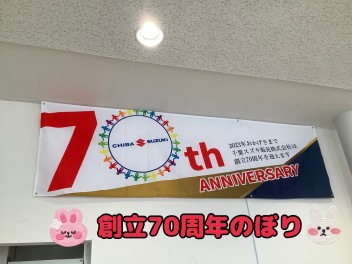 70th
CHIBA SUZUKI
2023年おかげさまで
千葉スズキ販売株式会社は
創立70周年を迎えます
ANNIVERSARY
創立70周年のぼり